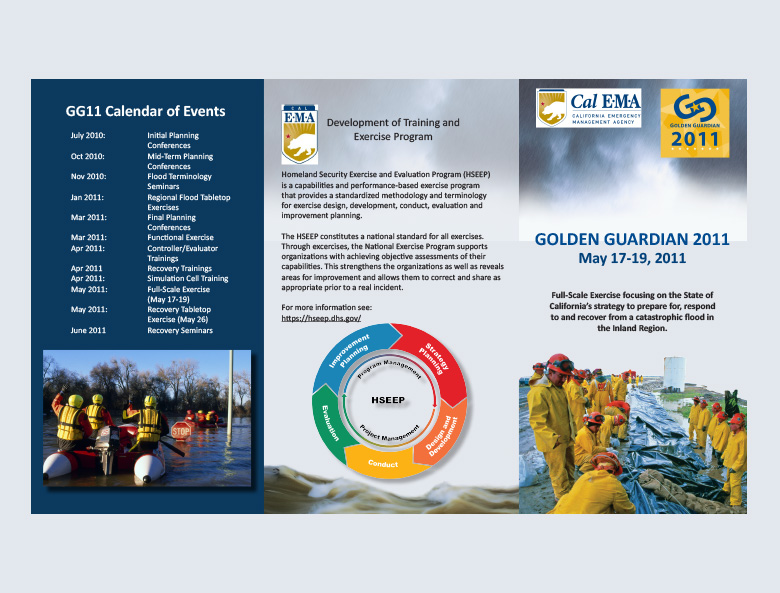 GG11 Calendar of Events
July 2010: Initial Planning
Conferences
Oct 2010: Mid-Term Planning
Conferences
Nov 2010: Flood Terminology
Seminars
Jan 2011: Regional Flood Tabletop
Exercises
Mar 2011: Final Planning
Conferences
Mar 2011: Functional Exercise
Apr 2011: Controller/Evaluator
Trainings
Apr 2011 Recovery Trainings
Apr 2011: Simulation Cell Training
May 2011: Full-Scale Exercise
(May 17-19)
May 2011: Recovery Tabletop
Exercise (May 26)
June 2011 Recovery Seminars
STOP
CAL
E·M·A
Development of Training and
Exercise Program
Homeland Security Exercise and Evaluation Program (HSEEP)
is a capabilities and performance-based exercise program
that provides a standardized methodology and terminology
for exercise design, development, conduct, evaluation and
improvement planning.
The HSEEP constitutes a national standard for all exercises.
Through excercises, the National Exercise Program supports
organizations with achieving objective assessments of their
capabilities. This strengthens the organizations as well as reveals
areas for improvement and allows them to correct and share as
appropriate prior to a real incident.
For more information see:
https://hseep.dhs.gov/
Improvement
Planning
Strategy
Planning
Program Management
HSEEP
Project Management
Evaluation
Design and
Development
Conduct
Cal E·M·A
CALIFORNIA EMERGENCY
MANAGEMENT AGENCY
GOLDEN GUARDIAN
2011
GOLDEN GUARDIAN 2011
May 17-19, 2011
Full-Scale Exercise focusing on the State of
California's strategy to prepare for, respond
to and recover from a catastrophic flood in
the Inland Region.